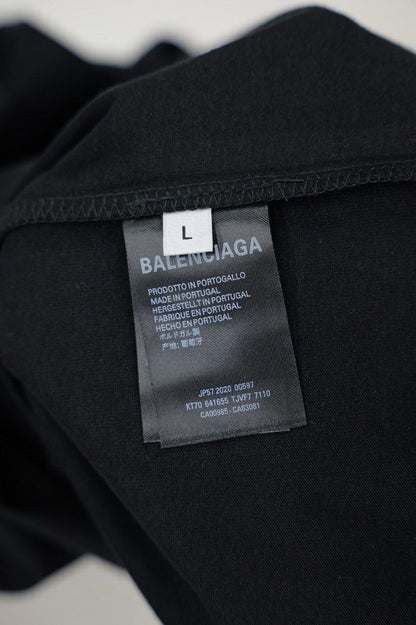 L
BALENCIAGA
PRODOTTO IN PORTOGALLO
MADE IN PORTUGAL
HERGESTELLT IN PORTUGAL
FABRIQUE EN PORTUGAL
HECHO EN PORTUGAL
ポルトガル製
产地: 葡萄牙
JP57 2020 00597
KT70 641655 TJVF7 7110
CA00985-CA83081